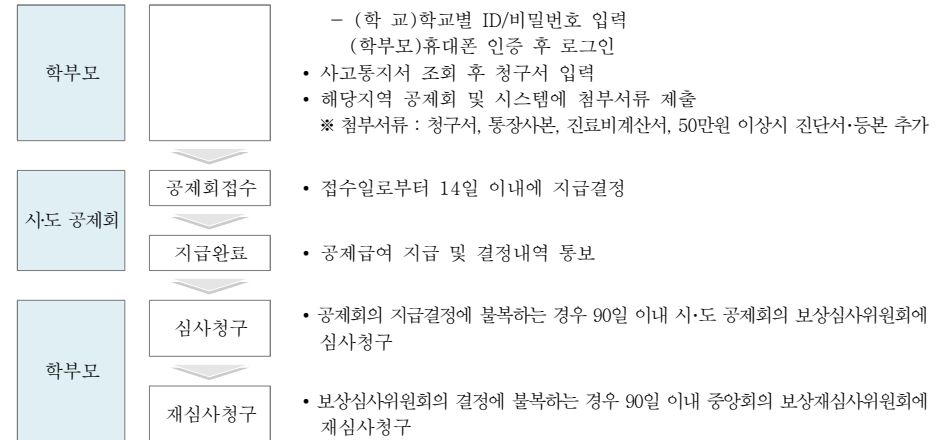 − (학 교)학교별 ID/비밀번호 입력
(학부모)휴대폰 인증 후 로그인
학부모
• 사고통지서 조회 후 청구서 입력
• 해당지역 공제회 및 시스템에 첨부서류 제출
※ 첨부서류 : 청구서, 통장사본, 진료비계산서, 50만원 이상시 진단서·등본 추가
시·도 공제회
공제회접수
• 접수일로부터 14일 이내에 지급결정
지급완료
• 공제급여 지급 및 결정내역 통보
학부모
심사청구
• 공제회의 지급결정에 불복하는 경우 90일 이내 시·도 공제회의 보상심사위원회에
심사청구
재심사청구
• 보상심사위원회의 결정에 불복하는 경우 90일 이내 중앙회의 보상재심사위원회에
재심사청구